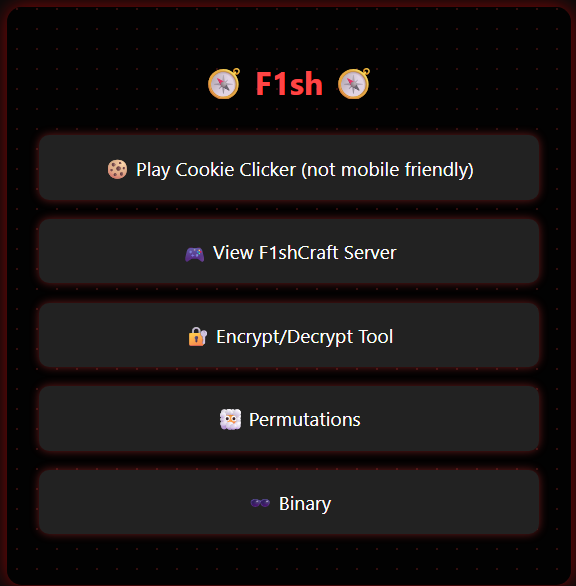 F1sh
Play Cookie Clicker (not mobile friendly)
View F1shCraft Server
Encrypt/Decrypt Tool
Permutations
Binary